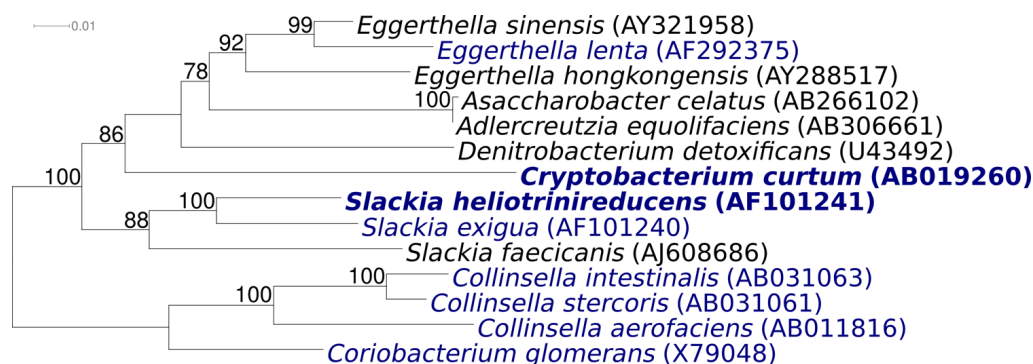 0.01
99 Eggerthella sinensis (AY321958)
92 Eggerthella lenta (AF292375)
78 Eggerthella hongkongensis (AY288517)
100 Asaccharobacter celatus (AB266102)
Adlercreutzia equolifaciens (AB306661)
86 Denitrobacterium detoxificans (U43492)
100 Cryptobacterium curtum (AB019260)
100 Slackia heliotrinireducens (AF101241)
88 Slackia exigua (AF101240)
Slackia faecicanis (AJ608686)
100 Collinsella intestinalis (AB031063)
100 Collinsella stercoris (AB031061)
Collinsella aerofaciens (AB011816)
Coriobacterium glomerans (X79048)